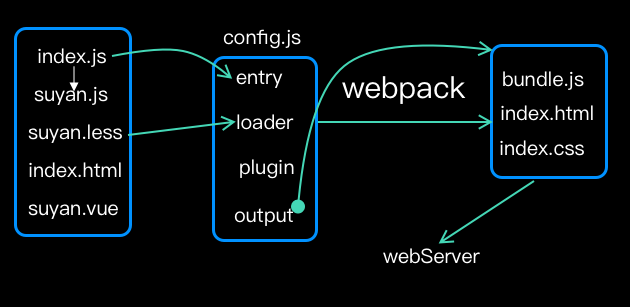 index.js
suyan.js
suyan.less
index.html
suyan.vue
config.js
entry
loader
plugin
output
webpack
bundle.js
index.html
index.css
webServer